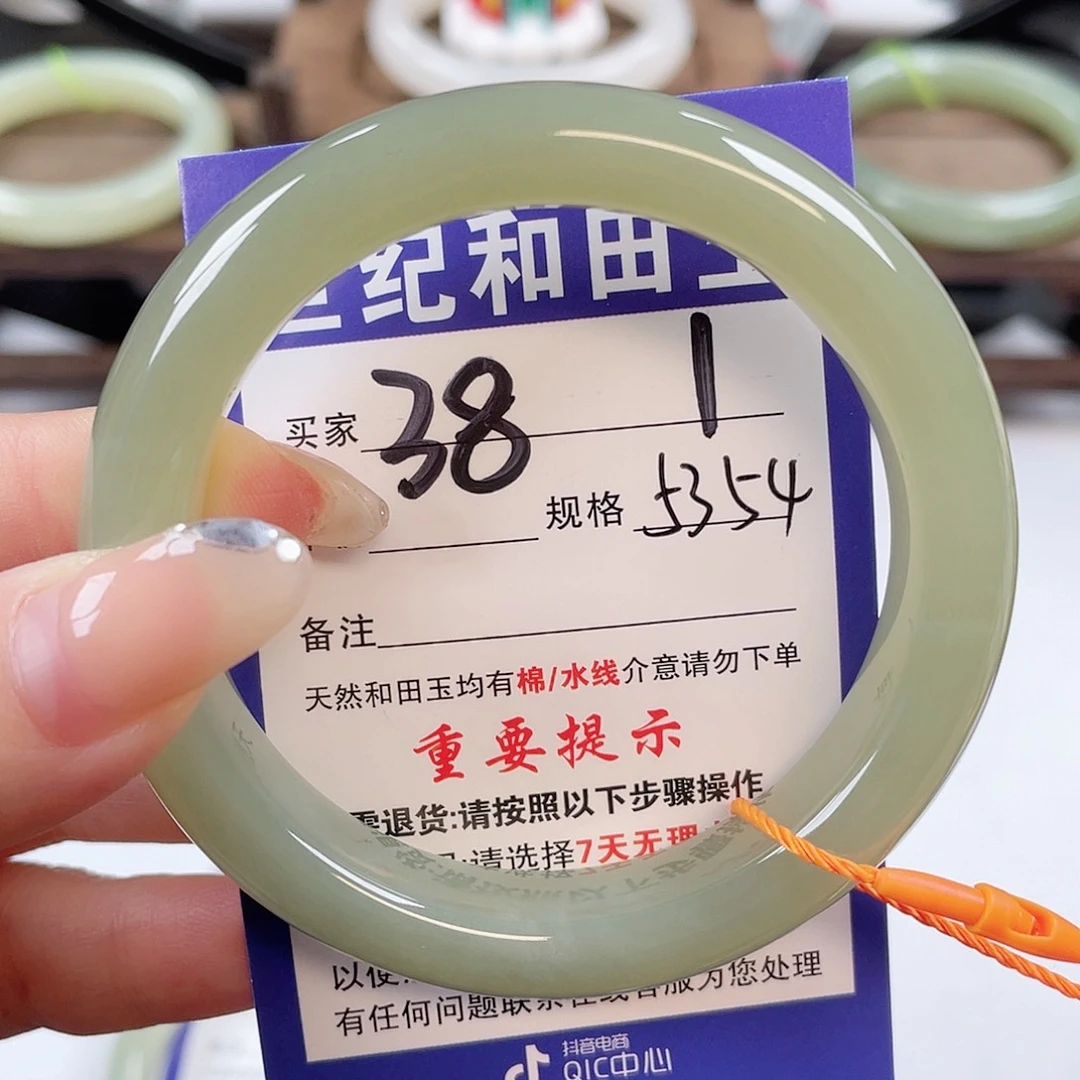 世纪和田玉
买家 38 1
规格 5354
备注
天然和田玉均有棉/水线介意请勿下单
重要提示
需退货:请按照以下步骤操作
请选择7天无理
以便
有任何问题联系在线客服为您处理
抖音电商
QIC中心